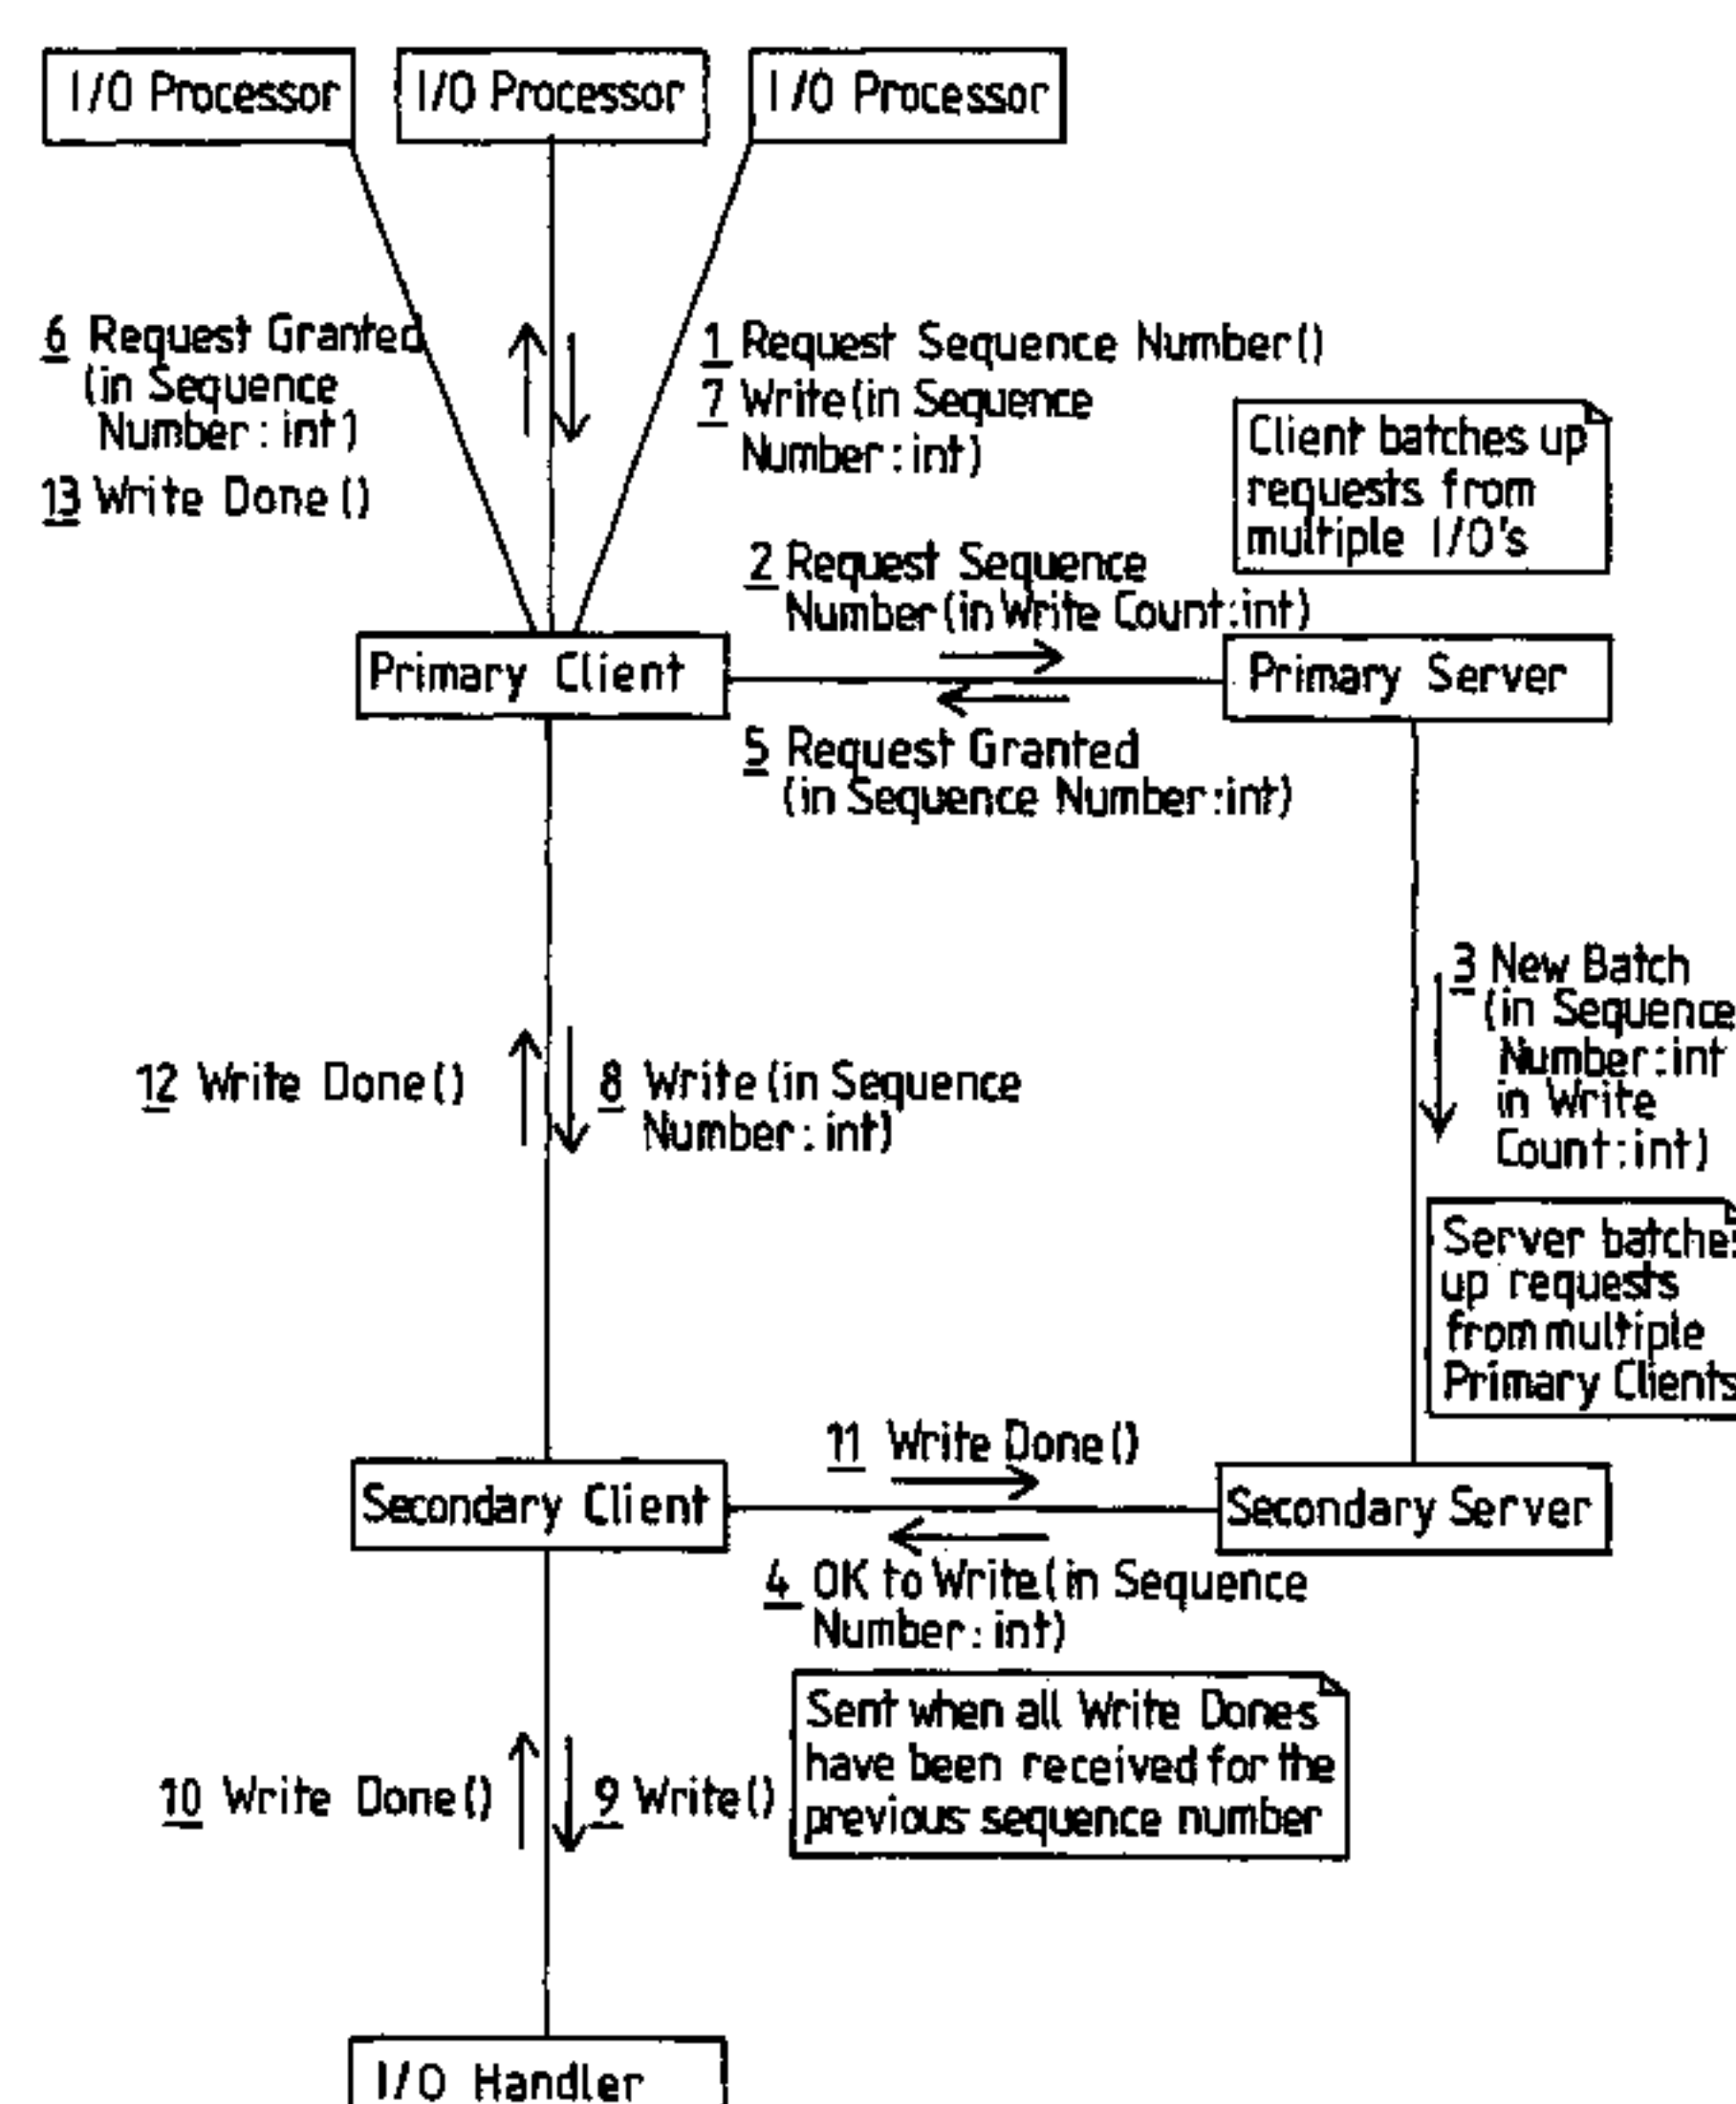 I/O Processor
I/O Processor
I/O Processor
6 Request Granted
(in Sequence
Number: int)
13 Write Done ()
1 Request Sequence Number()
7 Write(in Sequence
Number: int)
Client batches up
requests from
multiple I/O's
2 Request Sequence
Number(in Write Count:int)
Primary Client
Primary Server
5 Request Granted
(in Sequence Number:int)
3 New Batch
(in Sequence
Number:int
in Write
Count:int)
12 Write Done()
8 Write(in Sequence
Number: int)
Server batches
up requests
from multiple
Primary Clients
11 Write Done()
Secondary Client
Secondary Server
4 OK to Write(in Sequence
Number: int)
Sent when all Write Dones
have been received for the
previous sequence number
10 Write Done()
9 Write()
I/O Handler